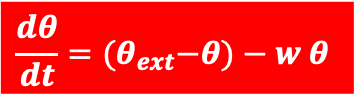 dθ/dt = (θ_ext−θ) − w θ